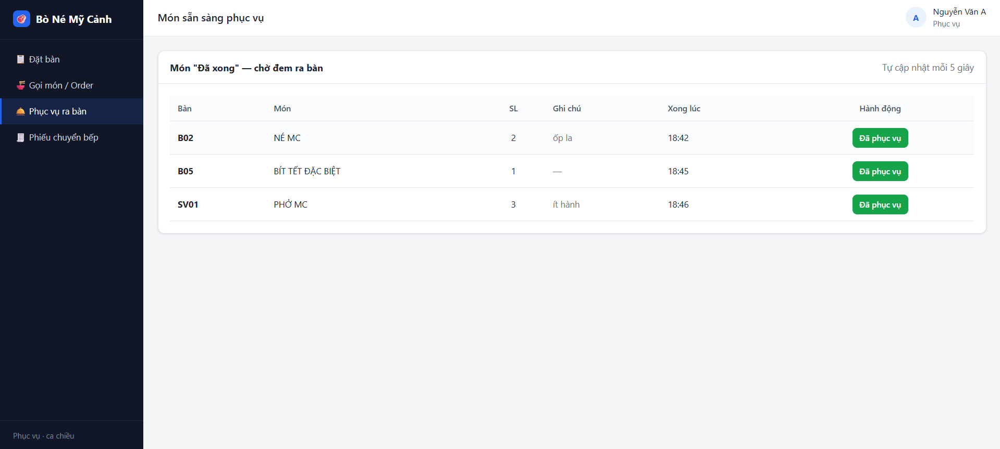 Bò Né Mỹ Cảnh
Đặt bàn
Gọi món / Order
Phục vụ ra bàn
Phiếu chuyển bếp
Phục vụ · ca chiều
Món sẵn sàng phục vụ
A
Nguyễn Văn A
Phục vụ
Món "Đã xong" — chờ đem ra bàn
Tự cập nhật mỗi 5 giây
Bàn Món SL Ghi chú Xong lúc Hành động
B02 NÉ MC 2 ốp la 18:42 Đã phục vụ
B05 BÍT TẾT ĐẶC BIỆT 1 — 18:45 Đã phục vụ
SV01 PHỞ MC 3 ít hành 18:46 Đã phục vụ